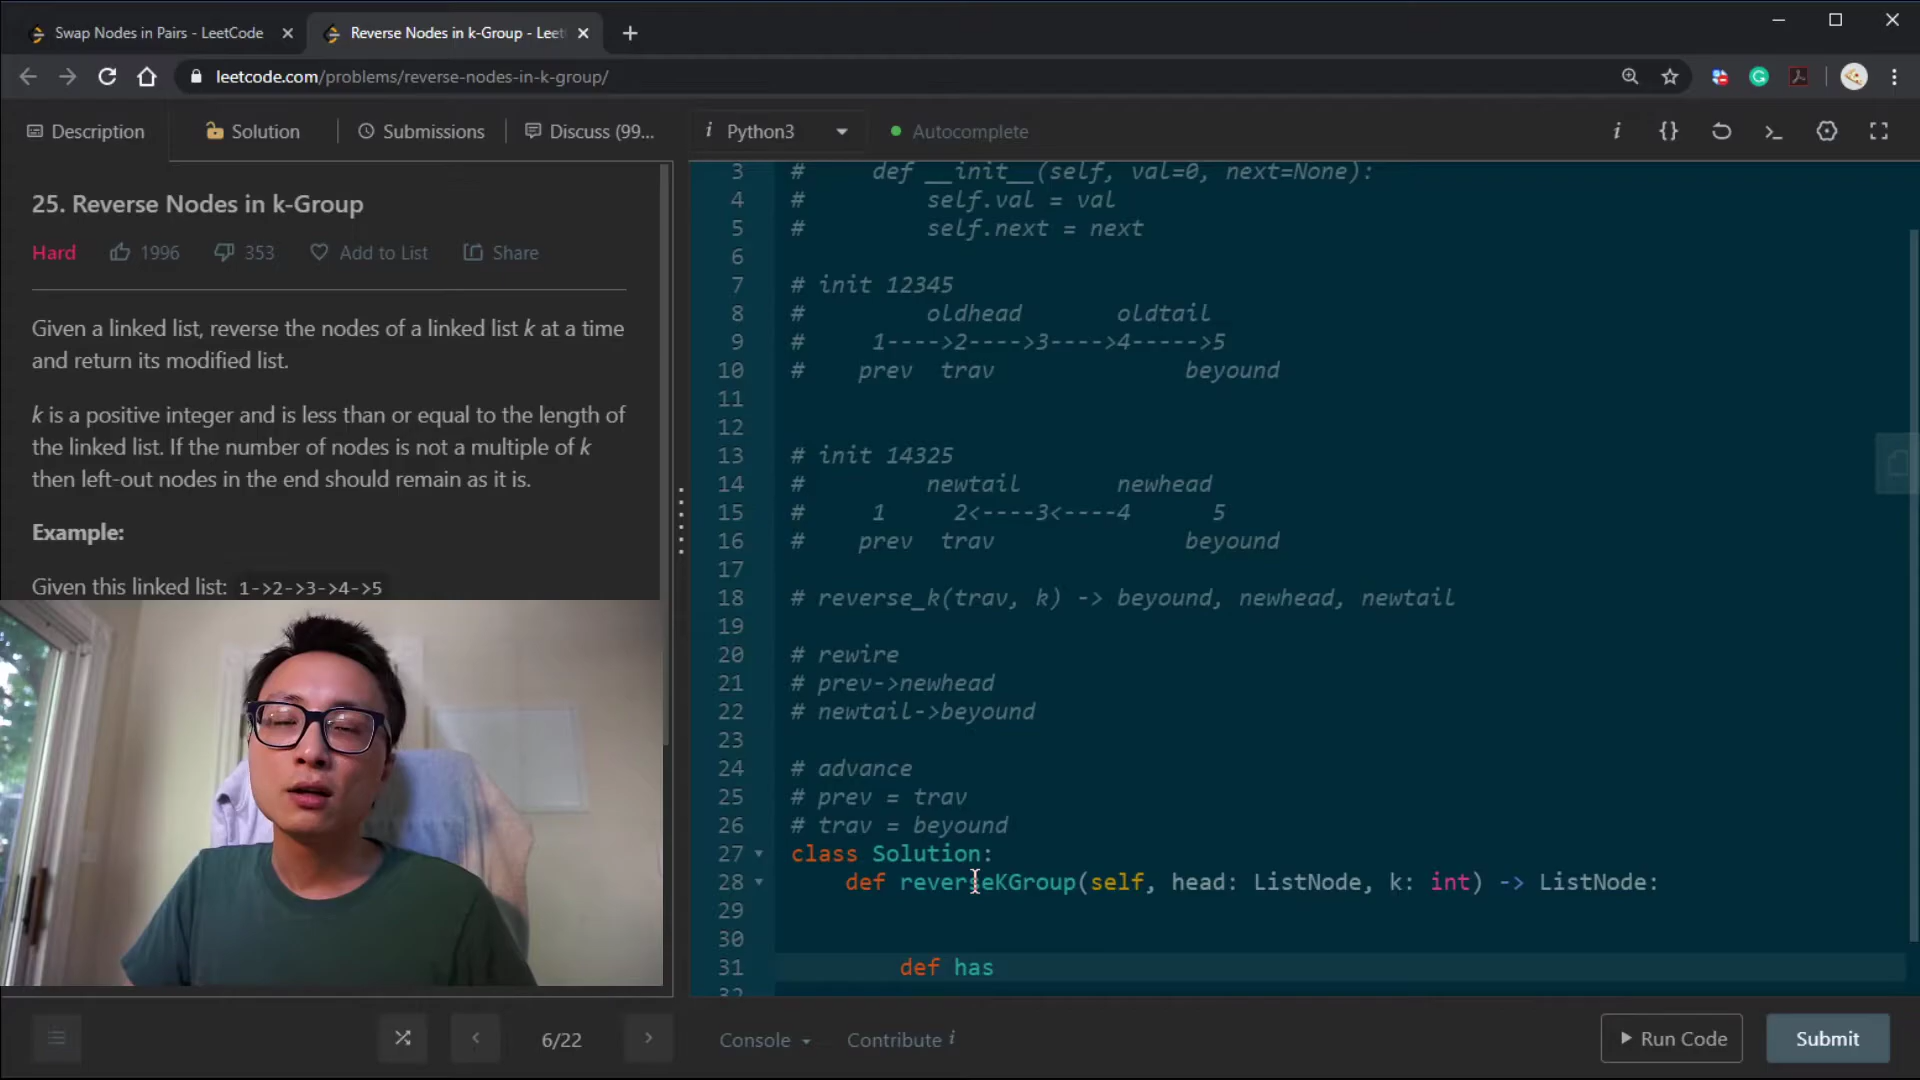 Swap Nodes in Pairs - LeetCode
Reverse Nodes in k-Group - Leet
leetcode.com/problems/reverse-nodes-in-k-group/
Description
Solution
Submissions
Discuss (99...
i Python3
Autocomplete
i {}
25. Reverse Nodes in k-Group
Hard 1996 353 Add to List Share
Given a linked list, reverse the nodes of a linked list k at a time
and return its modified list.
k is a positive integer and is less than or equal to the length of
the linked list. If the number of nodes is not a multiple of k
then left-out nodes in the end should remain as it is.
Example:
Given this linked list: 1->2->3->4->5
3 #     def __init__(self, val=0, next=None):
4 #         self.val = val
5 #         self.next = next
6
7 # init 12345
8 #         oldhead       oldtail
9 #     1---->2---->3---->4----->5
10 #    prev  trav              beyound
11
12
13 # init 14325
14 #         newtail       newhead
15 #     1     2<----3<----4      5
16 #    prev  trav              beyound
17
18 # reverse_k(trav, k) -> beyound, newhead, newtail
19
20 # rewire
21 # prev->newhead
22 # newtail->beyound
23
24 # advance
25 # prev = trav
26 # trav = beyound
27 class Solution:
28     def reverseKGroup(self, head: ListNode, k: int) -> ListNode:
29
30
31         def has
32
6/22
Console
Contribute i
Run Code
Submit